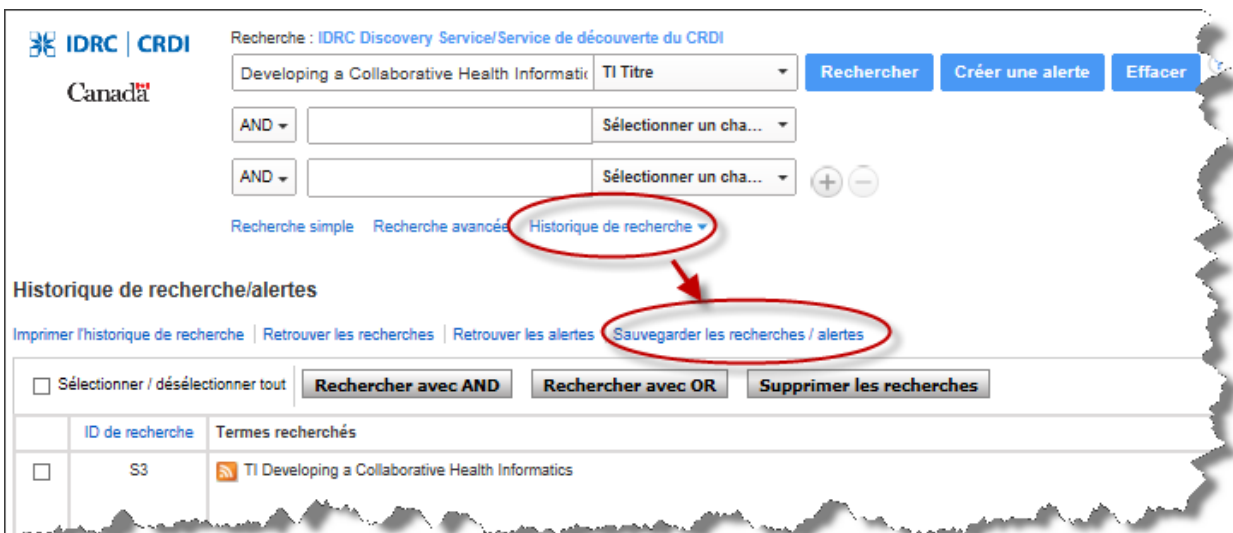 IDRC | CRDI
Canada
Recherche : IDRC Discovery Service/Service de découverte du CRDI
Developing a Collaborative Health Informatic TI Titre Rechercher Créer une alerte Effacer
AND Sélectionner un cha...
AND Sélectionner un cha...
Recherche simple Recherche avancée Historique de recherche
Historique de recherche/alertes
Imprimer l'historique de recherche | Retrouver les recherches | Retrouver les alertes | Sauvegarder les recherches / alertes
Sélectionner / désélectionner tout Rechercher avec AND Rechercher avec OR Supprimer les recherches
ID de recherche Termes recherchés
S3 TI Developing a Collaborative Health Informatics